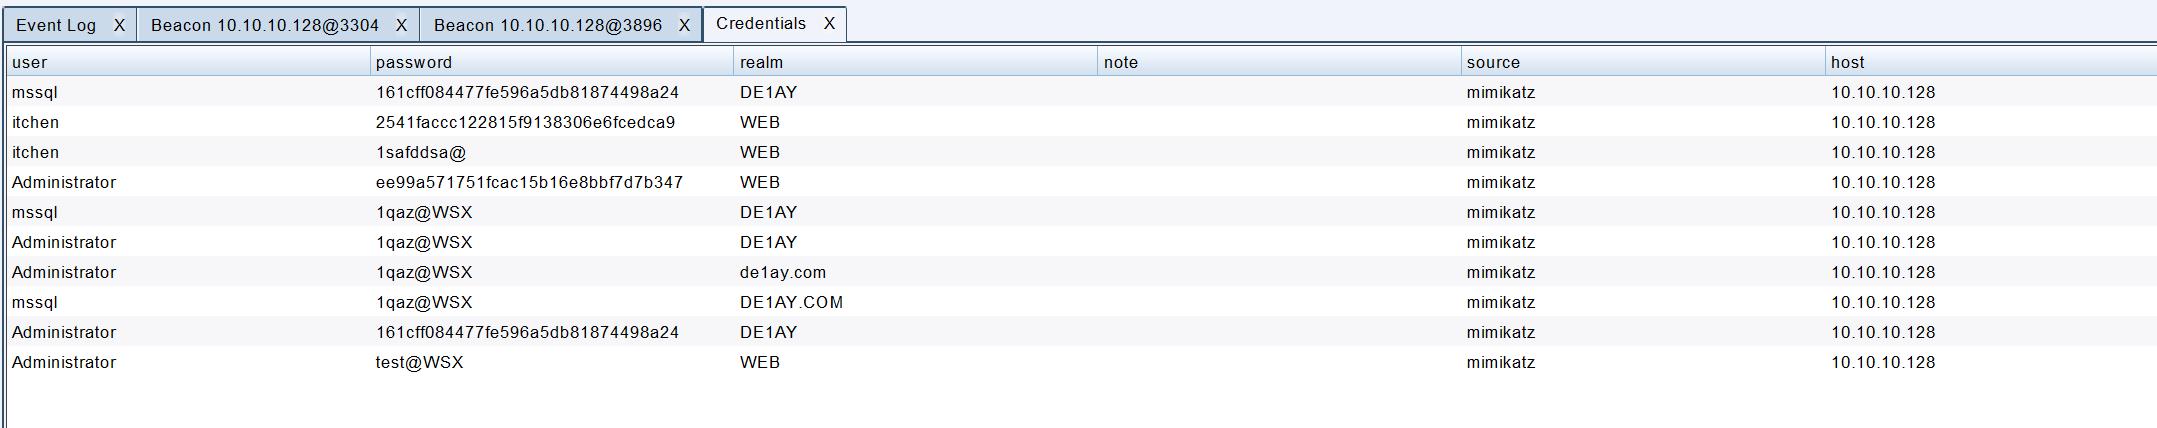 Event Log X Beacon 10.10.10.128@3304 X Beacon 10.10.10.128@3896 X Credentials X
user password realm note source host
mssql 161cff084477fe596a5db81874498a24 DE1AY mimikatz 10.10.10.128
itchen 2541faccc122815f9138306e6fcedca9 WEB mimikatz 10.10.10.128
itchen 1safddsa@ WEB mimikatz 10.10.10.128
Administrator ee99a571751fcac15b16e8bbf7d7b347 WEB mimikatz 10.10.10.128
mssql 1qaz@WSX DE1AY mimikatz 10.10.10.128
Administrator 1qaz@WSX DE1AY mimikatz 10.10.10.128
Administrator 1qaz@WSX de1ay.com mimikatz 10.10.10.128
mssql 1qaz@WSX DE1AY.COM mimikatz 10.10.10.128
Administrator 161cff084477fe596a5db81874498a24 DE1AY mimikatz 10.10.10.128
Administrator test@WSX WEB mimikatz 10.10.10.128